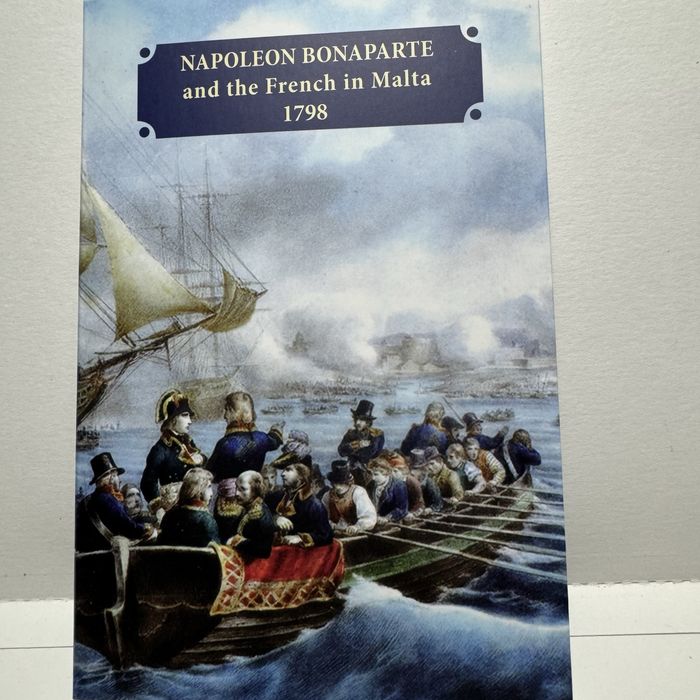 NAPOLEON BONAPARTE
and the French in Malta
1798